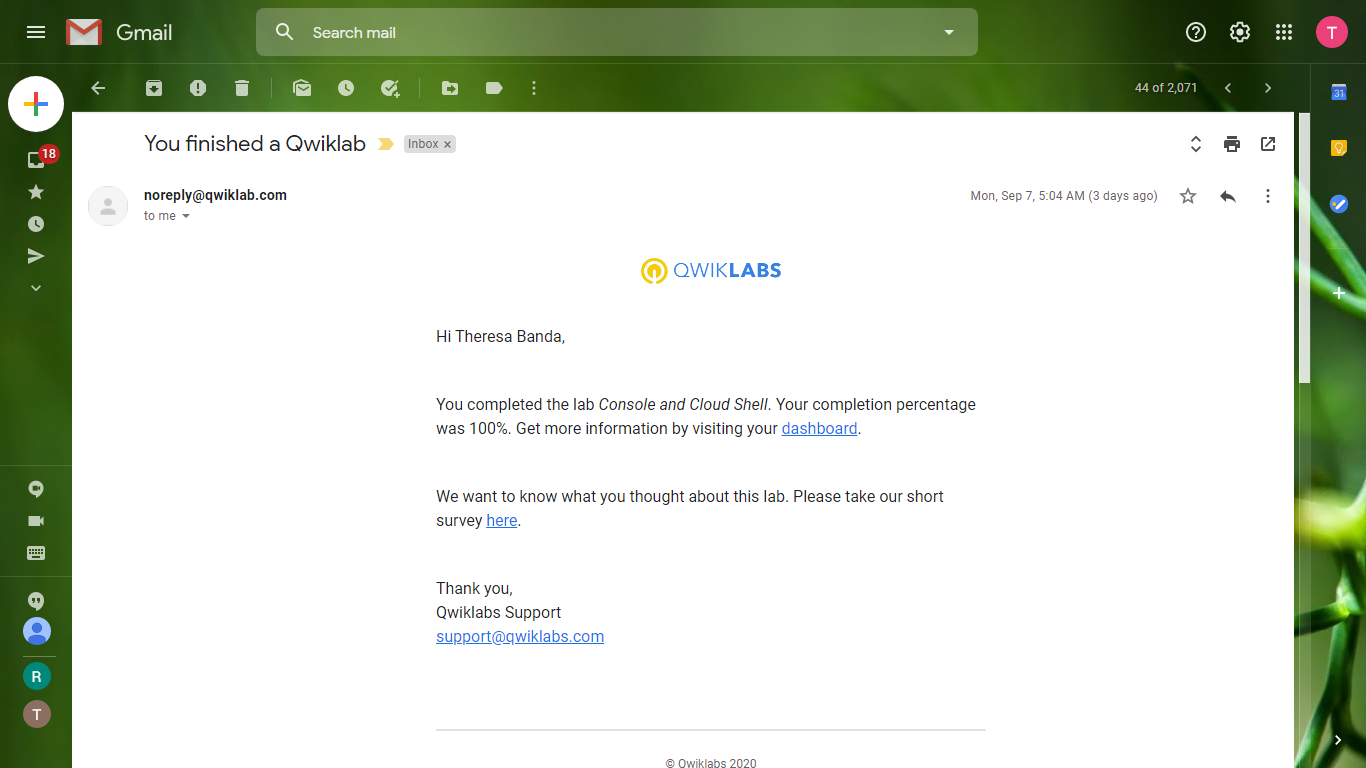 Gmail
Search mail
T
44 of 2,071
31
18
You finished a Qwiklab
Inbox x
noreply@qwiklab.com
Mon, Sep 7, 5:04 AM (3 days ago)
to me
QWIKLABS
Hi Theresa Banda,
You completed the lab Console and Cloud Shell. Your completion percentage
was 100%. Get more information by visiting your dashboard.
We want to know what you thought about this lab. Please take our short
survey here.
Thank you,
Qwiklabs Support
support@qwiklabs.com
R
T
© Qwiklabs 2020